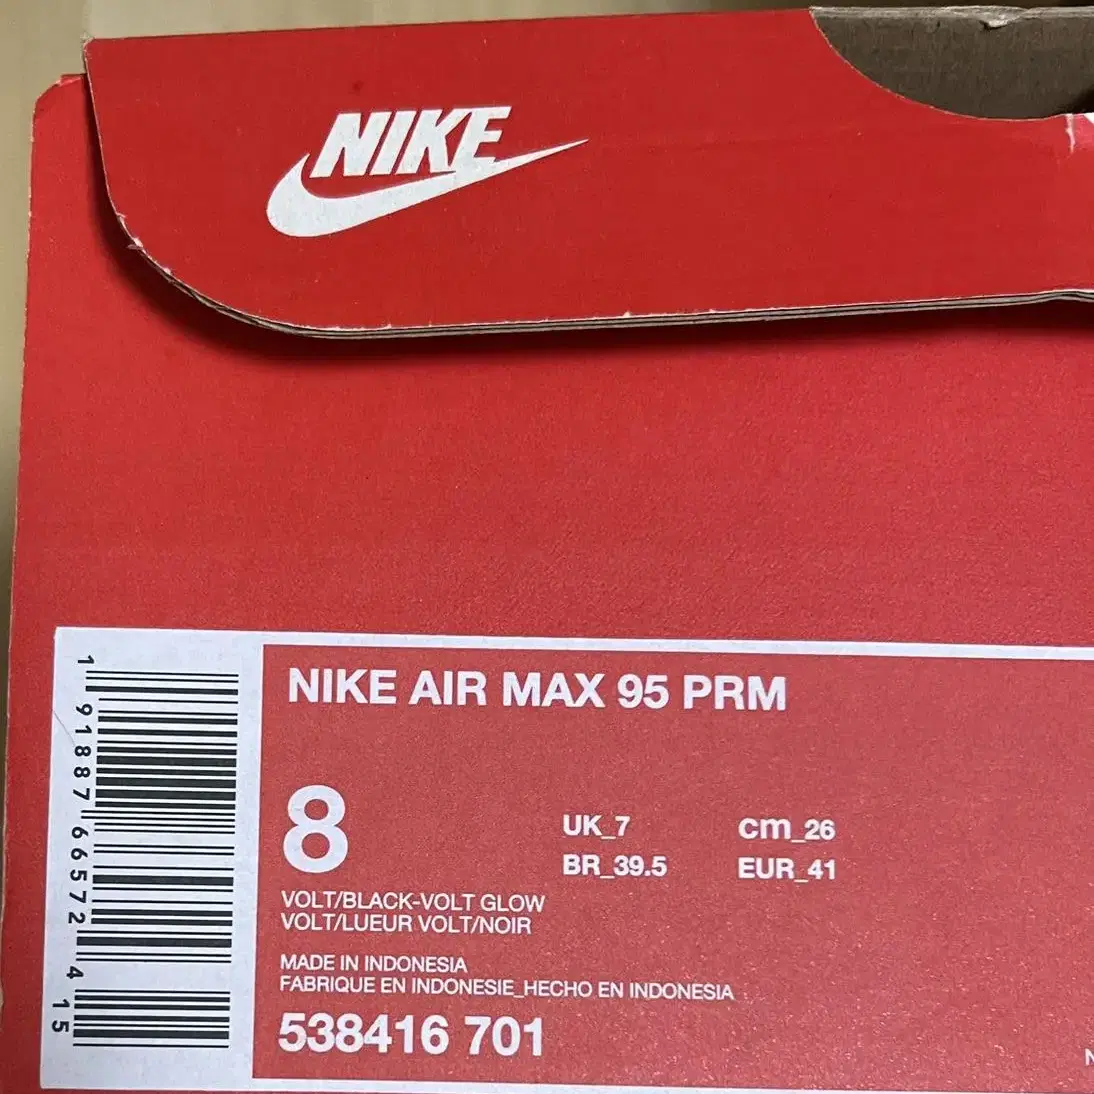 NIKE
NIKE AIR MAX 95 PRM
8
UK_7
cm_26
BR_39.5
EUR_41
VOLT/BLACK-VOLT GLOW
VOLT/LUEUR VOLT/NOIR
MADE IN INDONESIA
FABRIQUE EN INDONESIE_HECHO EN INDONESIA
538416 701
1 91887 66572 4 15